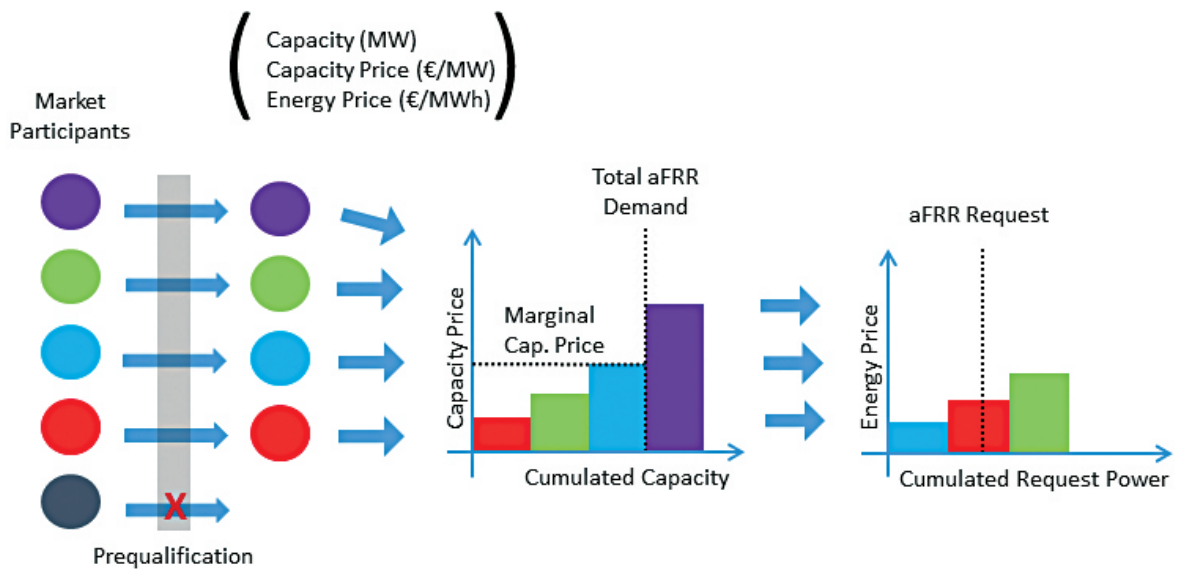 Capacity (MW)
Capacity Price (€/MW)
Energy Price (€/MWh)
Market
Participants
Total aFRR
Demand
aFRR Request
Capacity Price
Marginal
Cap. Price
Energy Price
Cumulated Capacity
Cumulated Request Power
X
Prequalification